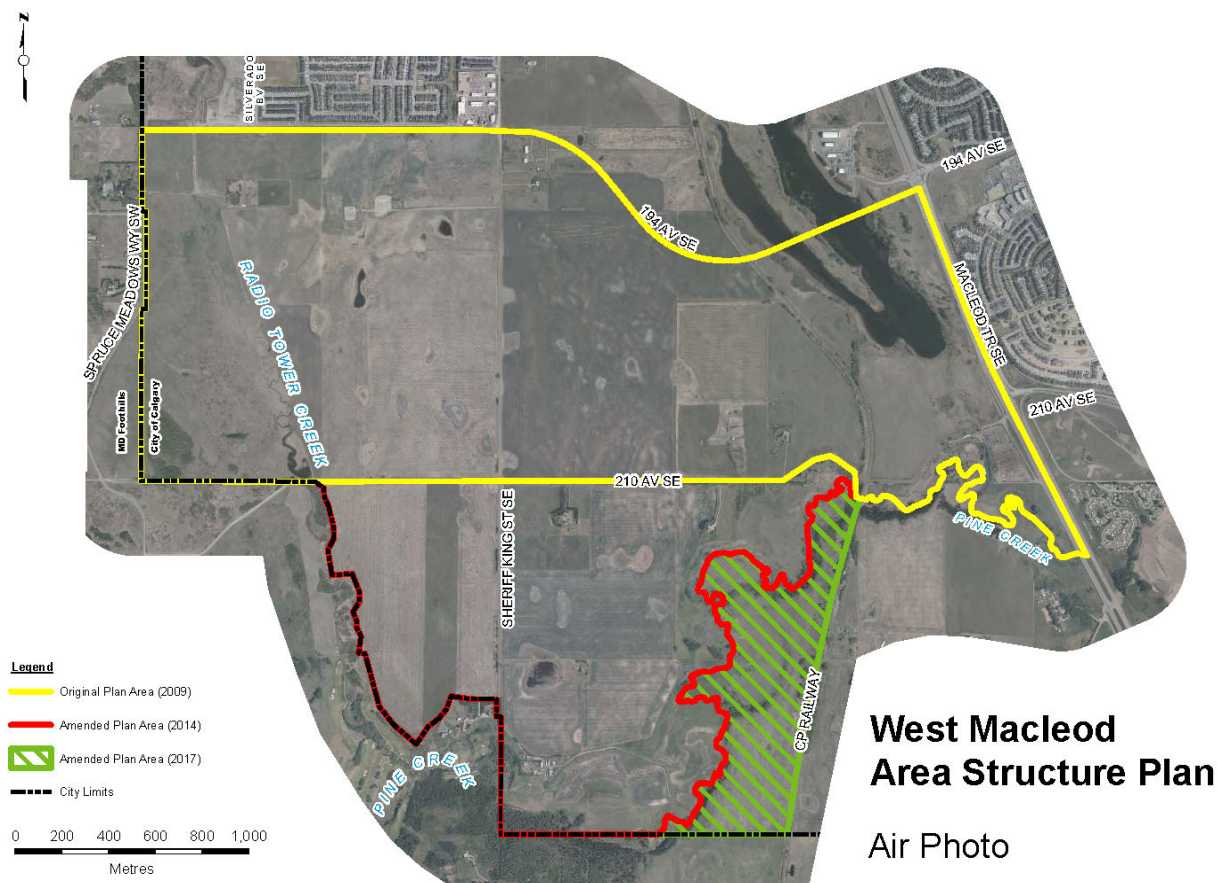 N
SILVERADO
BV SE
194 AV SE
194 AV SE
SPRUCE MEADOWS WY SW
RADIO TOWER CREEK
MACLEOD TR SE
MD Foothills
City of Calgary
210 AV SE
210 AV SE
PINE CREEK
SHERIFF KING ST SE
CP RAILWAY
PINE CREEK
Legend
Original Plan Area (2009)
Amended Plan Area (2014)
Amended Plan Area (2017)
City Limits
0 200 400 600 800 1,000
Metres
West Macleod
Area Structure Plan
Air Photo